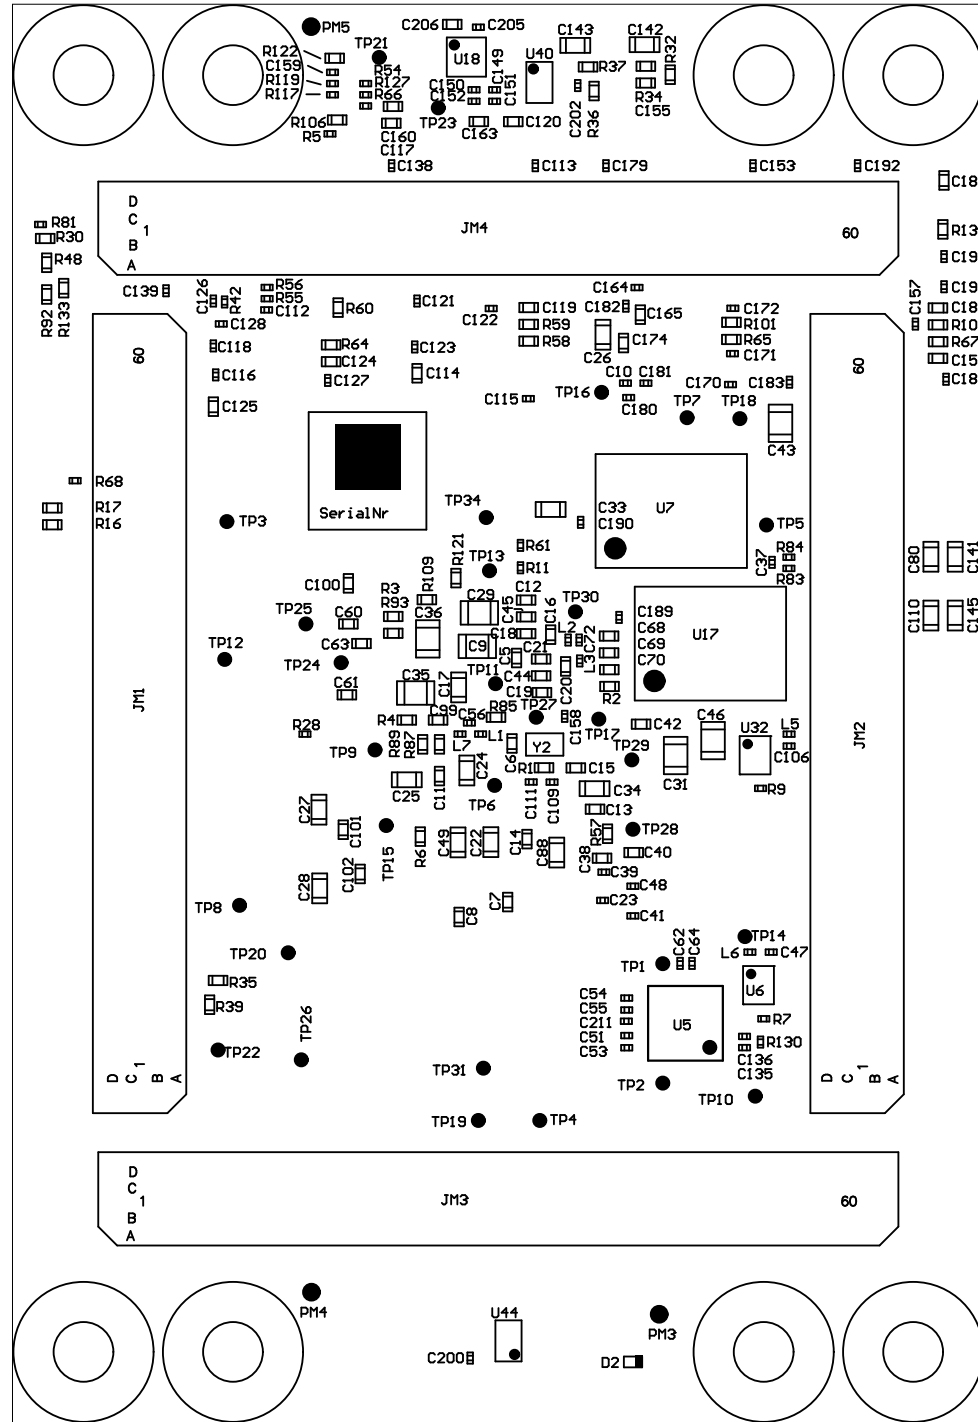 PM5
C206
C205
C143
C142
R122
TP21
U18
C149
U40
R32
C159
R54
R37
R119
R127
C150
C151
R117
R66
C152
C202
R34
R106
TP23
R36
C155
R5
C160
C163
C120
C117
C138
C113
C179
C153
C192
C18
D
C
1
B
A
JM4
60
R81
R30
R48
R13
C19
C139
C126
R42
R56
R55
C112
R60
C121
C164
C182
C165
C172
C157
C19
C18
R92
R133
C128
C122
C119
R59
R58
R101
R10
R67
C118
R64
C124
C123
C26
C174
R65
C171
C15
60
60
C116
C127
C114
C10
C181
C170
C183
C18
C125
C115
TP16
C180
TP7
TP18
C43
R68
R17
R16
SerialNr
TP3
TP34
C33
C190
U7
TP5
R121
R61
TP13
R11
C37
R84
R83
C80
C141
C100
R3
R109
C12
C110
C145
TP25
C60
R93
C36
C29
C45
C16
TP30
C189
C68
C69
C70
U17
C18
L2
C72
TP12
C63
TP24
C9
C5
C21
L3
C61
C35
C17
TP11
C44
C20
C19
R2
JM1
JM2
R28
R4
C99
C56
R85
TP27
C158
TP17
C42
C46
U32
L5
TP9
R89
R87
L7
L1
C6
Y2
TP29
C106
C24
R1
C15
C31
C25
C11
TP6
C111
C109
C34
R9
C27
C101
C13
TP15
R6
C49
C22
C14
C88
R57
TP28
C38
C40
C28
C102
C39
C48
TP8
C8
C7
C23
C41
TP20
TP14
C62
C64
L6
C47
TP1
R35
R39
C54
C55
C211
C51
C53
U5
U6
R7
R130
C136
C135
TP26
TP22
D
C
1
B
A
TP31
TP2
TP10
D
C
1
B
A
TP19
TP4
D
C
1
B
A
JM3
60
PM4
U44
PM3
C200
D2